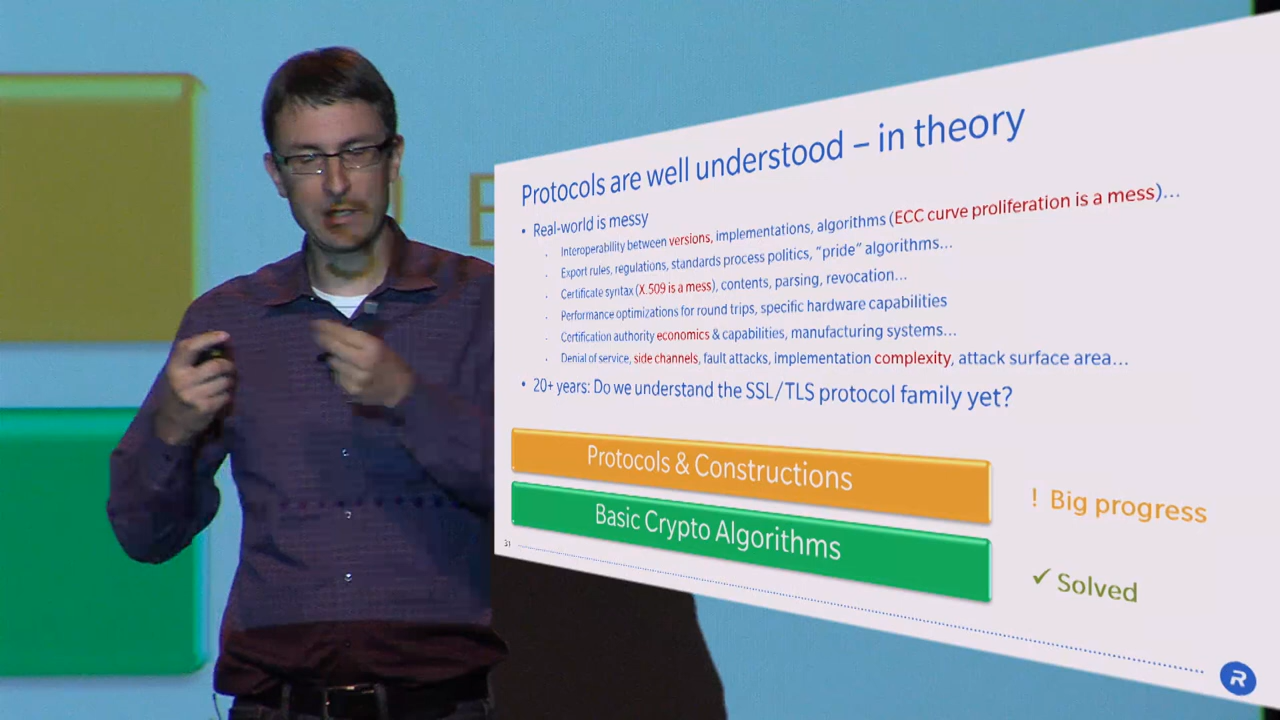 Protocols are well understood – in theory
• Real-world is messy
· Interoperability between versions, implementations, algorithms (ECC curve proliferation is a mess)…
· Export rules, regulations, standards process politics, “pride” algorithms…
· Certificate syntax (X.509 is a mess), contents, parsing, revocation…
· Performance optimizations for round trips, specific hardware capabilities
· Certification authority economics & capabilities, manufacturing systems…
· Denial of service, side channels, fault attacks, implementation complexity, attack surface area…
• 20+ years: Do we understand the SSL/TLS protocol family yet?
Protocols & Constructions
! Big progress
Basic Crypto Algorithms
✓ Solved
31
R